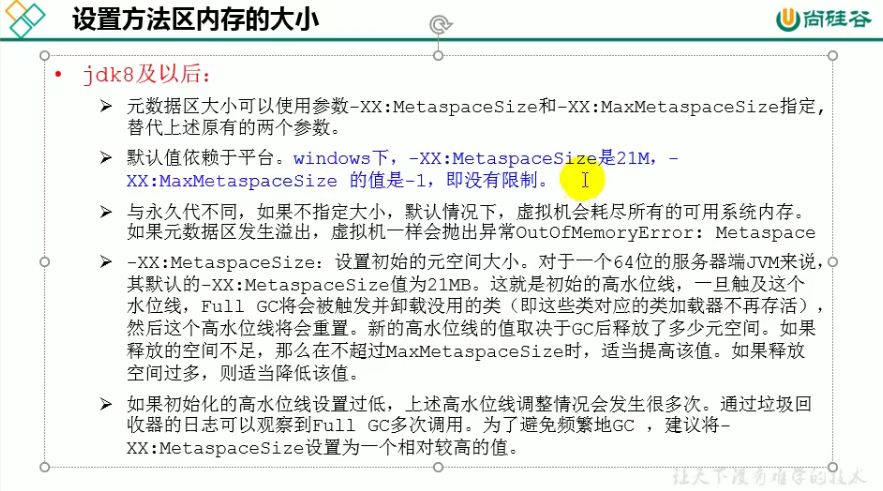 设置方法区内存的大小
尚硅谷
• jdk8及以后：
➢ 元数据区大小可以使用参数-XX:MetaspaceSize和-XX:MaxMetaspaceSize指定,
替代上述原有的两个参数。
➢ 默认值依赖于平台。windows下，-XX:MetaspaceSize是21M，-
XX:MaxMetaspaceSize 的值是-1，即没有限制。
➢ 与永久代不同，如果不指定大小，默认情况下，虚拟机会耗尽所有的可用系统内存。
如果元数据区发生溢出，虚拟机一样会抛出异常OutOfMemoryError: Metaspace
➢ -XX:MetaspaceSize：设置初始的元空间大小。对于一个64位的服务器端JVM来说，
其默认的-XX:MetaspaceSize值为21MB。这就是初始的高水位线，一旦触及这个
水位线，Full GC将会被触发并卸载没用的类（即这些类对应的类加载器不再存活），
然后这个高水位线将会重置。新的高水位线的值取决于GC后释放了多少元空间。如果
释放的空间不足，那么在不超过MaxMetaspaceSize时，适当提高该值。如果释放
空间过多，则适当降低该值。
➢ 如果初始化的高水位线设置过低，上述高水位线调整情况会发生很多次。通过垃圾回
收器的日志可以观察到Full GC多次调用。为了避免频繁地GC ，建议将-
XX:MetaspaceSize设置为一个相对较高的值。
让天下没有难学的技术